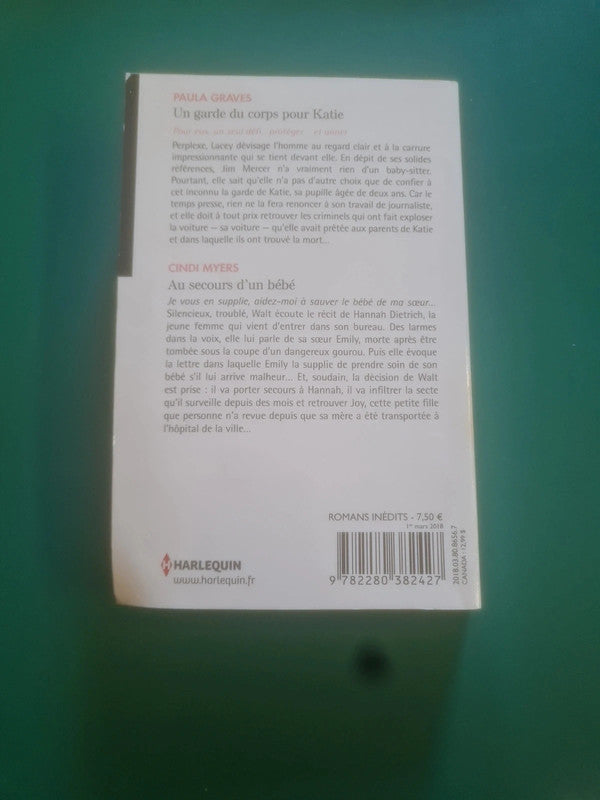 PAULA GRAVES
Un garde du corps pour Katie
Pour eux, un seul défi : protéger... et aimer
Perplexe, Lacey dévisage l'homme au regard clair et à la carrure
impressionnante qui se tient devant elle. En dépit de ses solides
références, Jim Mercer n'a vraiment rien d'un baby-sitter.
Pourtant, elle sait qu'elle n'a pas d'autre choix que de confier à
cet inconnu la garde de Katie, sa pupille âgée de deux ans. Car le
temps presse, rien ne la fera renoncer à son travail de journaliste,
et elle doit à tout prix retrouver les criminels qui ont fait exploser
la voiture — sa voiture — qu'elle avait prêtée aux parents de Katie
et dans laquelle ils ont trouvé la mort...
CINDI MYERS
Au secours d'un bébé
Je vous en supplie, aidez-moi à sauver le bébé de ma sœur...
Silencieux, troublé, Walt écoute le récit de Hannah Dietrich, la
jeune femme qui vient d'entrer dans son bureau. Des larmes
dans la voix, elle lui parle de sa sœur Emily, morte après être
tombée sous la coupe d'un dangereux gourou. Puis elle évoque
la lettre dans laquelle Emily la supplie de prendre soin de son
bébé s'il lui arrive malheur... Et, soudain, la décision de Walt
est prise : il va porter secours à Hannah, il va infiltrer la secte
qu'il surveille depuis des mois et retrouver Joy, cette petite fille
que personne n'a revue depuis que sa mère a été transportée à
l'hôpital de la ville...
ROMANS INÉDITS - 7,50 €
1er mars 2018
HARLEQUIN
www.harlequin.fr
9 782280 382427
2018.03.80.8656.7
CANADA : 12,99 $